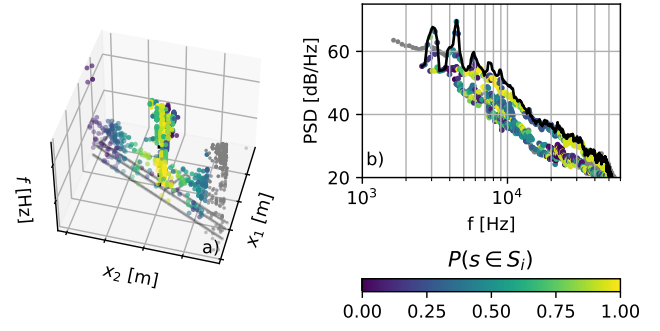 f [Hz]
x₂ [m]
x₁ [m]
a)
PSD [dB/Hz]
60
40
20
b)
10³
10⁴
f [Hz]
P(s ∈ Sᵢ)
0.00 0.25 0.50 0.75 1.00